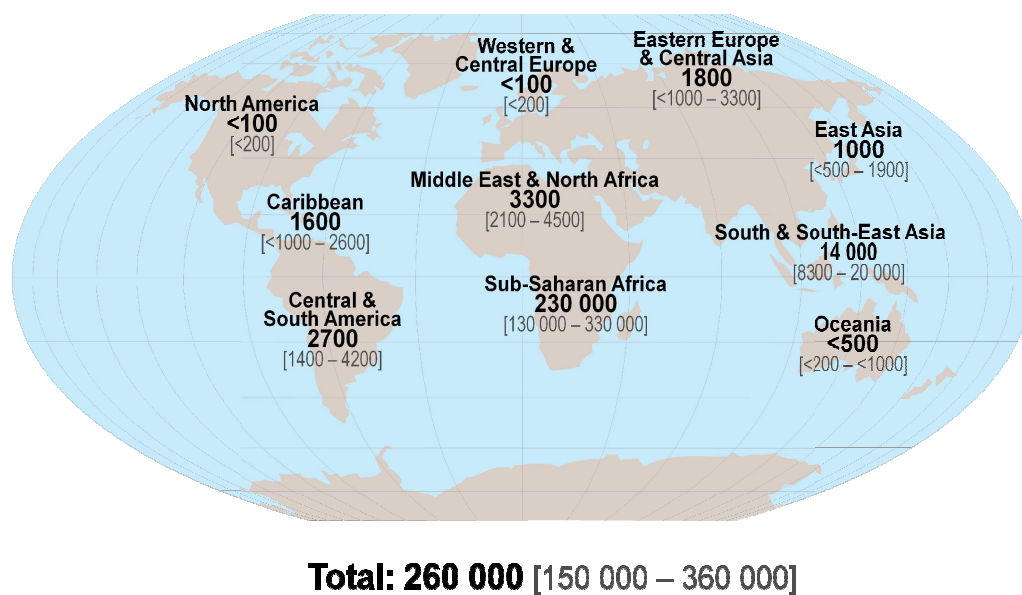 Western &
Central Europe
<100
[<200]
Eastern Europe
& Central Asia
1800
[<1000 – 3300]
North America
<100
[<200]
East Asia
1000
[<500 – 1900]
Middle East & North Africa
3300
[2100 – 4500]
Caribbean
1600
[<1000 – 2600]
South & South-East Asia
14 000
[8300 – 20 000]
Sub-Saharan Africa
230 000
[130 000 – 330 000]
Central &
South America
2700
[1400 – 4200]
Oceania
<500
[<200 – <1000]
Total: 260 000 [150 000 – 360 000]